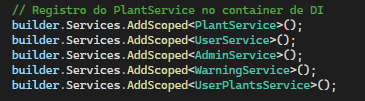 // Registro do PlantService no container de DI
builder.Services.AddScoped<PlantService>();
builder.Services.AddScoped<UserService>();
builder.Services.AddScoped<AdminService>();
builder.Services.AddScoped<WarningService>();
builder.Services.AddScoped<UserPlantsService>();